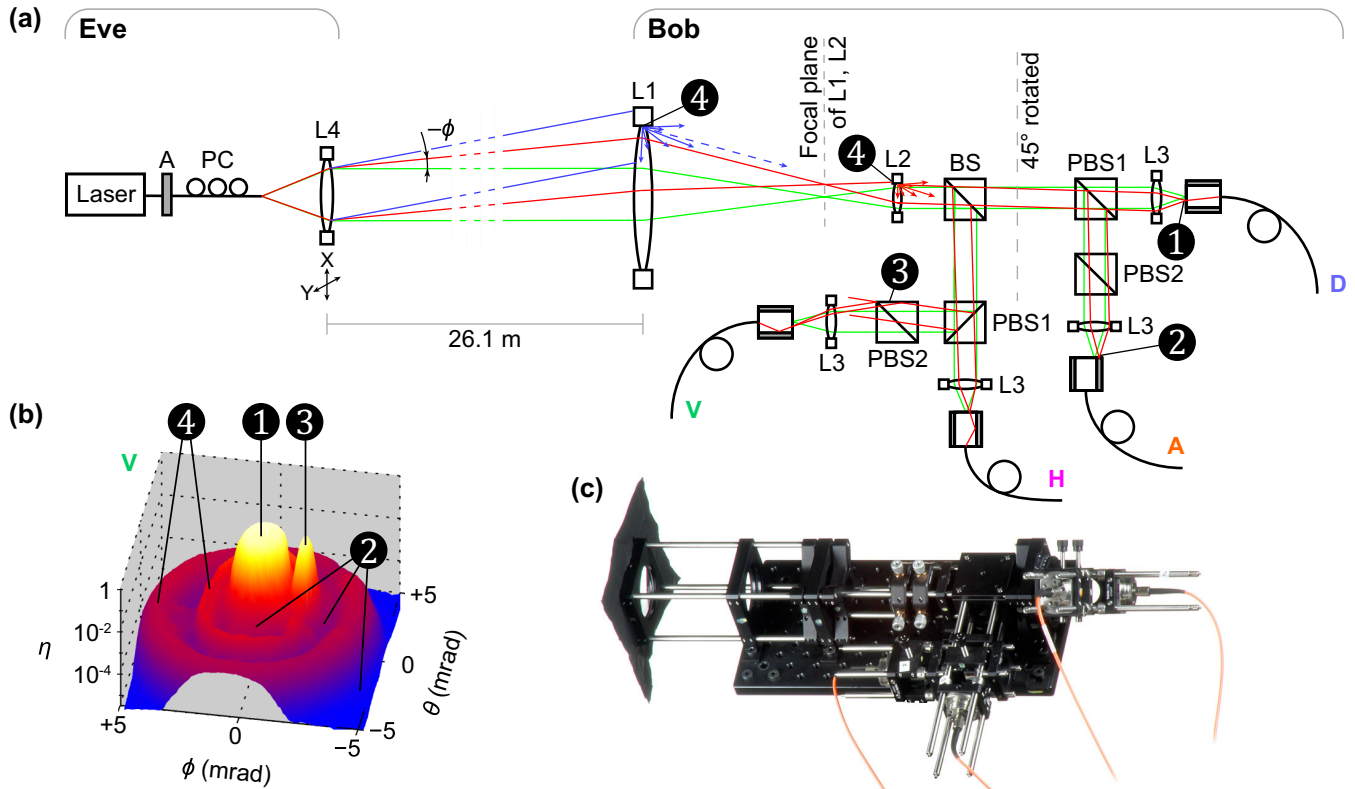 (a)
Eve
Bob
Laser
A
PC
L4
−ϕ
X
Y
26.1 m
L1
4
Focal plane
of L1, L2
4
L2
BS
45° rotated
PBS1
L3
1
D
PBS2
L3
2
A
3
PBS1
PBS2
L3
V
L3
H
(b)
V
4
1
3
2
1
10⁻²
10⁻⁴
η
+5
0
−5
ϕ (mrad)
+5
0
−5
θ (mrad)
(c)